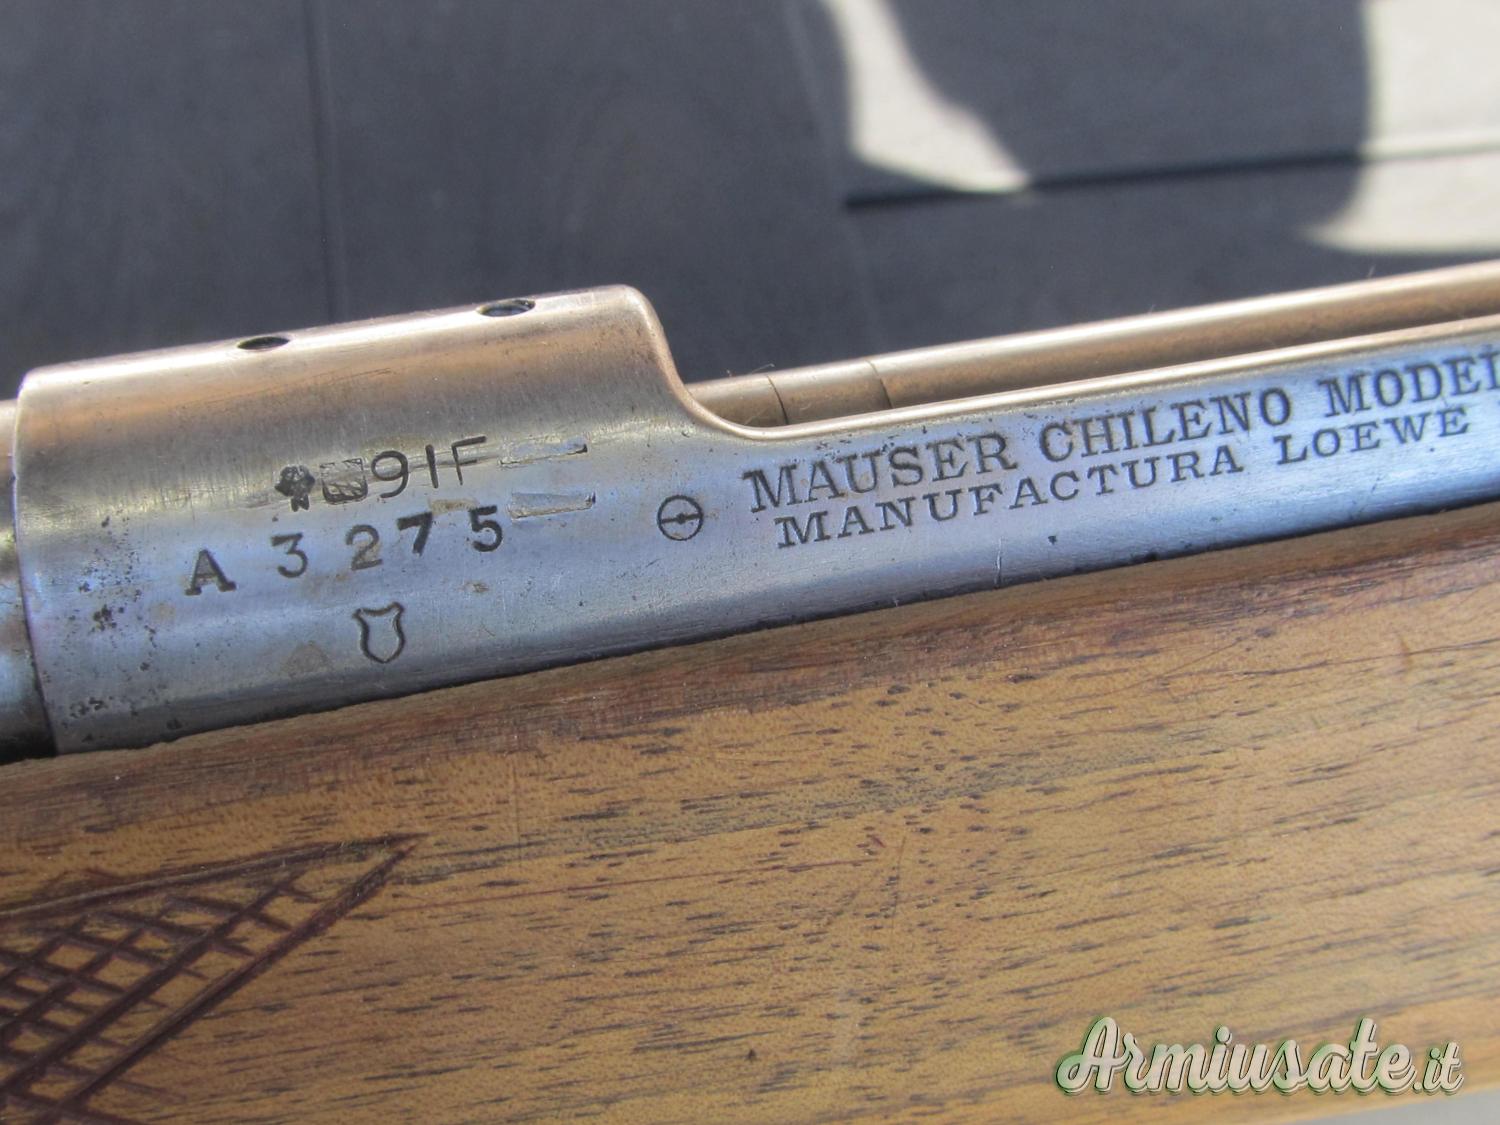 91F
A 3275
MAUSER CHILENO MODEL
MANUFACTURA LOEWE
Armiusate.it